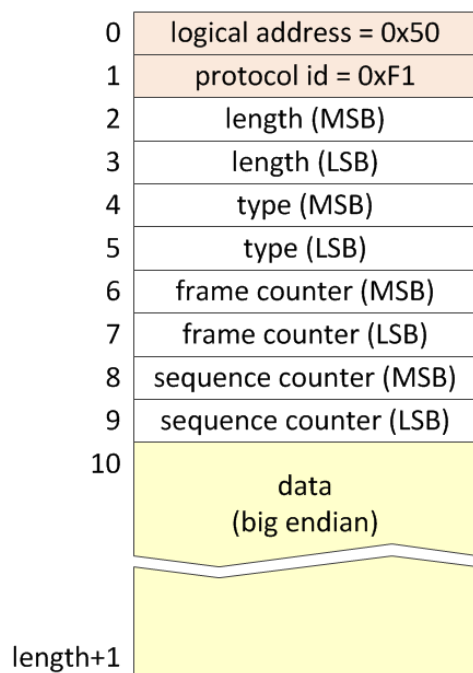 0 logical address = 0x50
1 protocol id = 0xF1
2 length (MSB)
3 length (LSB)
4 type (MSB)
5 type (LSB)
6 frame counter (MSB)
7 frame counter (LSB)
8 sequence counter (MSB)
9 sequence counter (LSB)
10
data
(big endian)
length+1